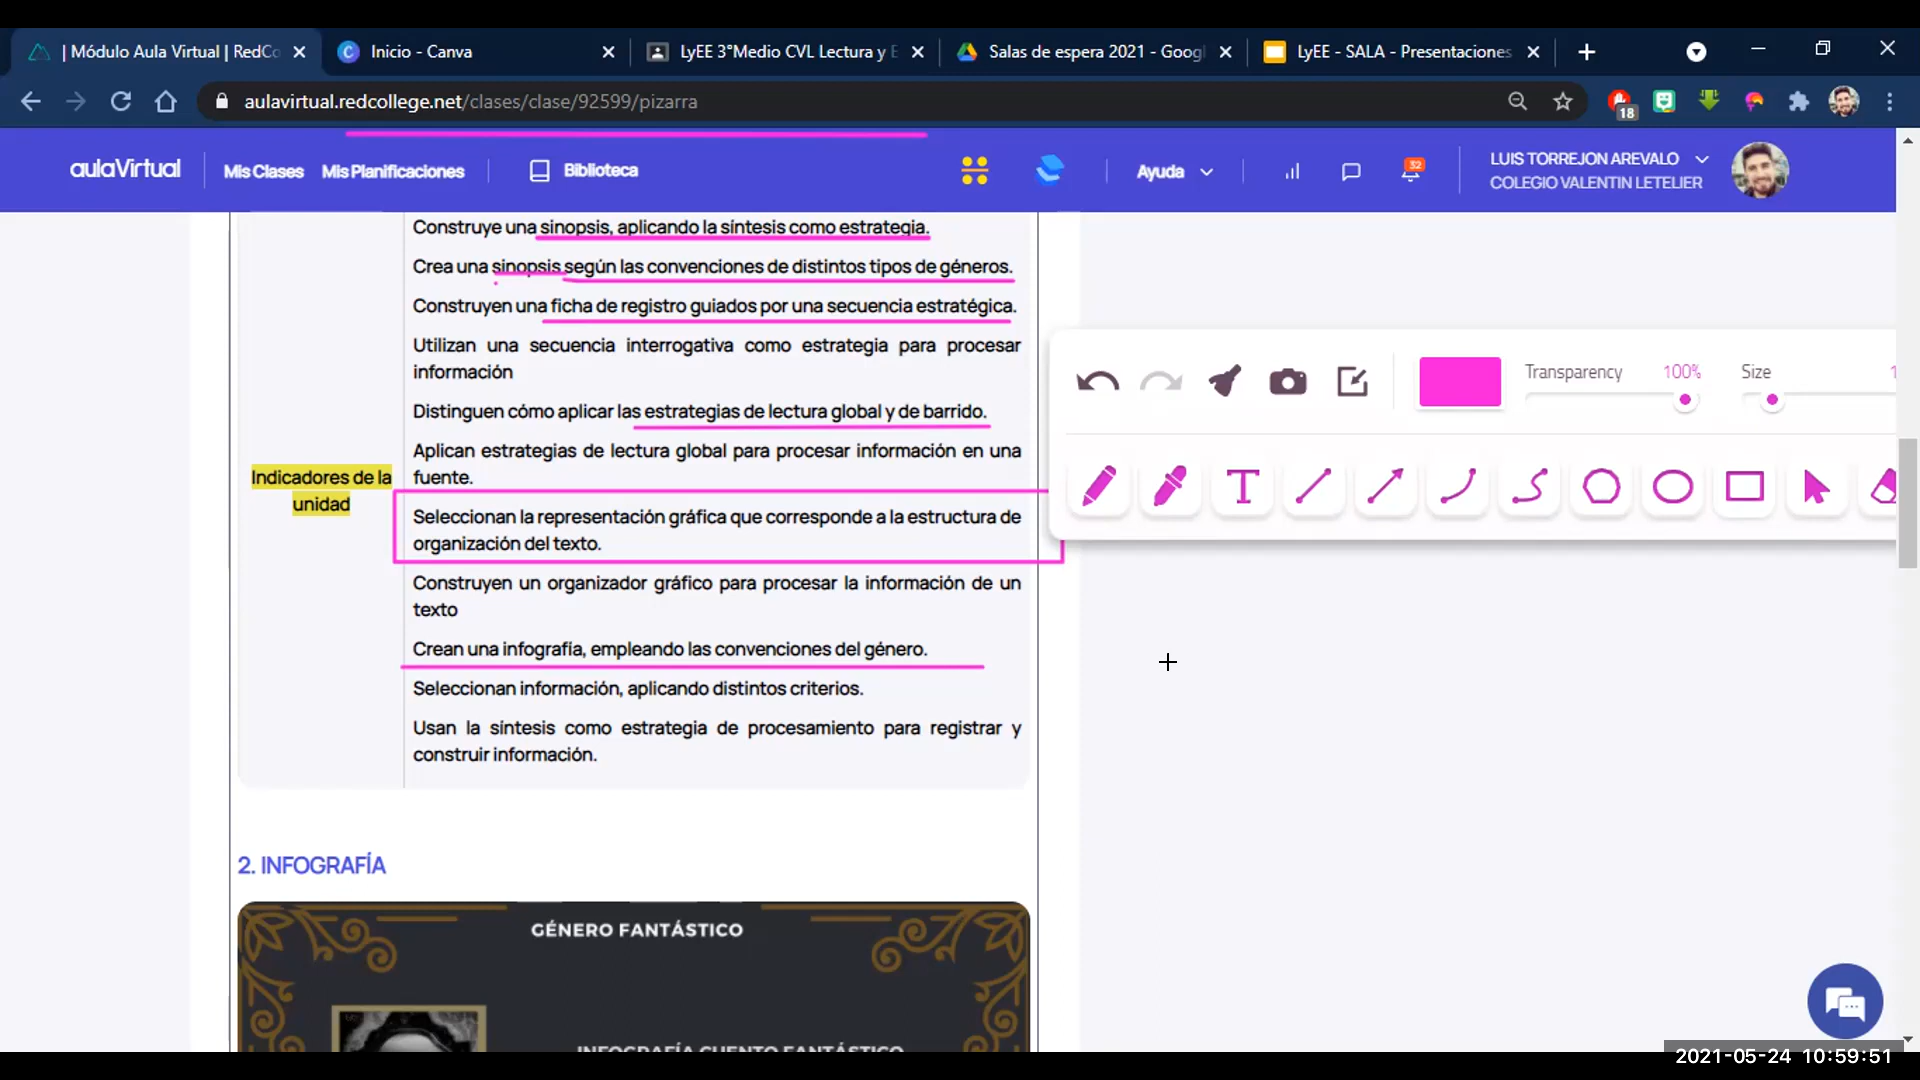 | Módulo Aula Virtual | RedCo
Inicio - Canva
LyEE 3°Medio CVL Lectura y E
Salas de espera 2021 - Googl
LyEE - SALA - Presentaciones
aulavirtual.redcollege.net/clases/clase/92599/pizarra
18
aulaVirtual
Mis Clases
Mis Planificaciones
Biblioteca
Ayuda
32
LUIS TORREJON AREVALO
COLEGIO VALENTIN LETELIER
Construye una sinopsis, aplicando la síntesis como estrategia.
Crea una sinopsis según las convenciones de distintos tipos de géneros.
Construyen una ficha de registro guiados por una secuencia estratégica.
Utilizan una secuencia interrogativa como estrategia para procesar
información
Distinguen cómo aplicar las estrategias de lectura global y de barrido.
Aplican estrategias de lectura global para procesar información en una
fuente.
Indicadores de la
unidad
Seleccionan la representación gráfica que corresponde a la estructura de
organización del texto.
Construyen un organizador gráfico para procesar la información de un
texto
Crean una infografía, empleando las convenciones del género.
Seleccionan información, aplicando distintos criterios.
Usan la síntesis como estrategia de procesamiento para registrar y
construir información.
Transparency
100%
Size
1
T
2. INFOGRAFÍA
GÉNERO FANTÁSTICO
INFOGRAFÍA CUENTO FANTÁSTICO
2021-05-24 10:59:51